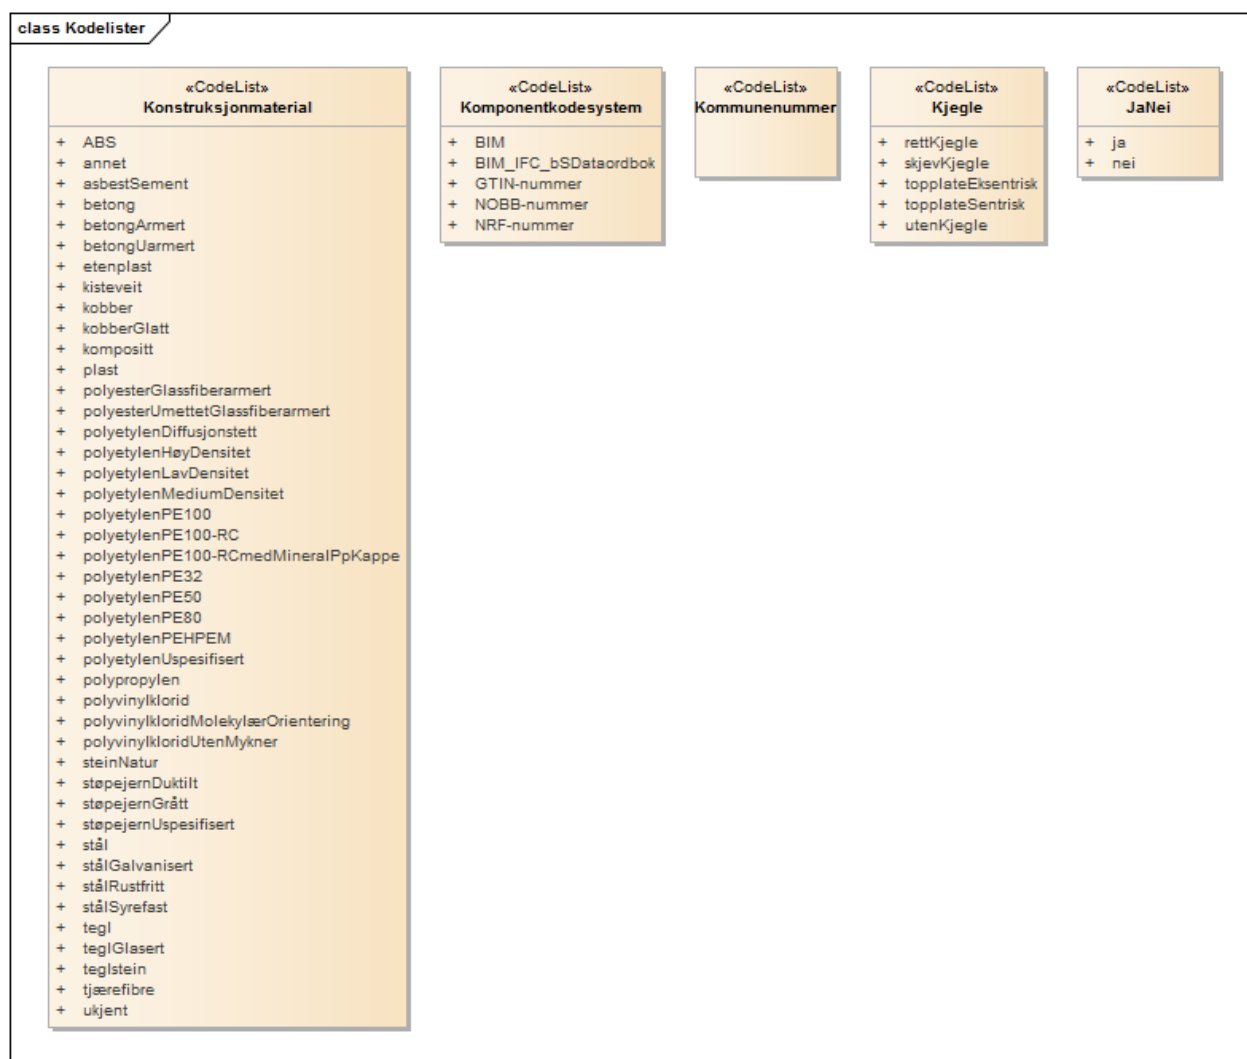 class Kodelister
«CodeList»
Konstruksjonmaterial
+ ABS
+ annet
+ asbestSement
+ betong
+ betongArmert
+ betongUarmert
+ etenplast
+ kisteveit
+ kobber
+ kobberGlatt
+ kompositt
+ plast
+ polyesterGlassfiberarmert
+ polyesterUmettetGlassfiberarmert
+ polyetylenDiffusjonstett
+ polyetylenHøyDensitet
+ polyetylenLavDensitet
+ polyetylenMediumDensitet
+ polyetylenPE100
+ polyetylenPE100-RC
+ polyetylenPE100-RCmedMineralPpKappe
+ polyetylenPE32
+ polyetylenPE50
+ polyetylenPE80
+ polyetylenPEHPEM
+ polyetylenUspesifisert
+ polypropylen
+ polyvinylklorid
+ polyvinylkloridMolekylærOrientering
+ polyvinylkloridUtenMykner
+ steinNatur
+ støpejernDuktilt
+ støpejernGrått
+ støpejernUspesifisert
+ stål
+ stålGalvanisert
+ stålRustfritt
+ stålSyrefast
+ tegl
+ teglGlasert
+ teglstein
+ tjærefibre
+ ukjent
«CodeList»
Komponentkodesystem
+ BIM
+ BIM_IFC_bSDataordbok
+ GTIN-nummer
+ NOBB-nummer
+ NRF-nummer
«CodeList»
Kommunenummer
«CodeList»
Kjegle
+ rettKjegle
+ skjevKjegle
+ topplateEksentrisk
+ topplateSentrisk
+ utenKjegle
«CodeList»
JaNei
+ ja
+ nei